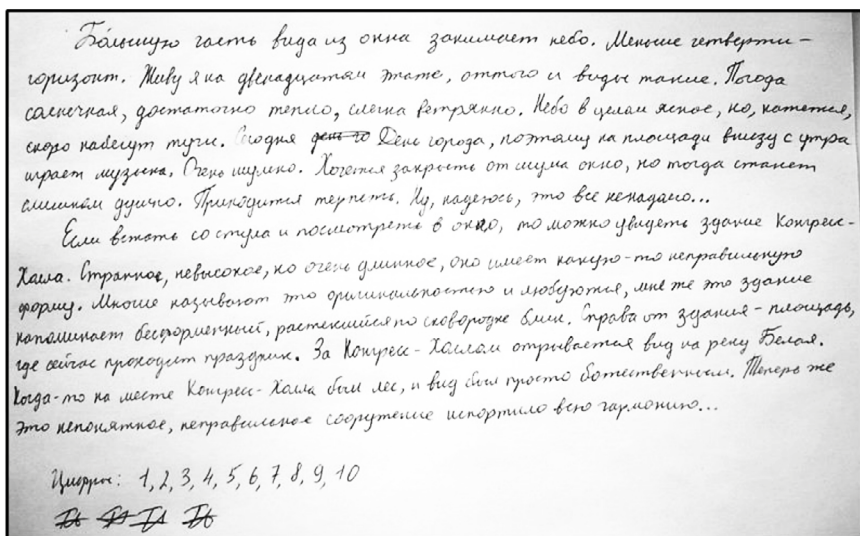 Бо́льшую часть вида из окна занимает небо. Меньше четверти –
горизонт. Живу я на двенадцатом этаже, оттого и виды такие. Погода
солнечная, достаточно тепло, слегка ветрянно. Небо в целом ясное, но, кажется,
скоро набегут тучи. Сегодня День города, поэтому на площади внизу с утра
играет музыка. Очень шумно. Хочется закрыть от шума окно, но тогда станет
слишком душно. Приходится терпеть. Ну, надеюсь, это всё ненадолго...
Если встать со стула и посмотреть в окно, то можно увидеть здание Конгресс-
Холла. Странное, невысокое, но очень длинное, оно имеет какую-то неправильную
форму. Многие называют это оригинальностью и любуются, мне же это здание
напоминает бесформенный, растекшийся по сковородке блин. Справа от здания – площадь,
где сейчас проходит праздник. За Конгресс-Холлом открывается вид на реку Белая.
Когда-то на месте Конгресс-Холла был лес, и вид был просто божественным. Теперь же
это непонятное, неправильное сооружение испортило всю гармонию...
Цифры: 1, 2, 3, 4, 5, 6, 7, 8, 9, 10